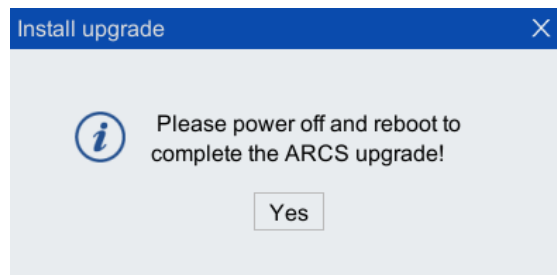 Install upgrade
Please power off and reboot to
complete the ARCS upgrade!
Yes